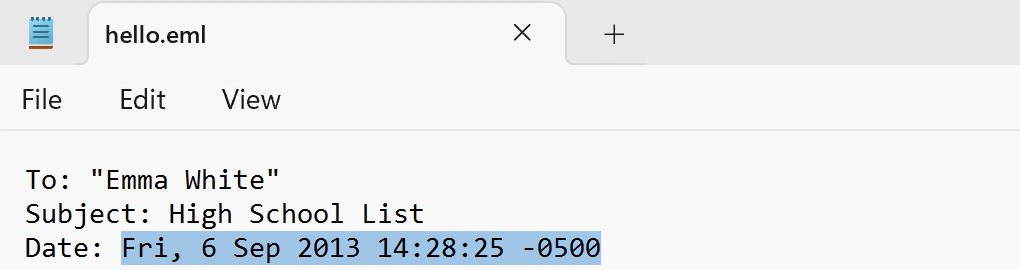 hello.eml
File Edit View
To: "Emma White"
Subject: High School List
Date: Fri, 6 Sep 2013 14:28:25 -0500